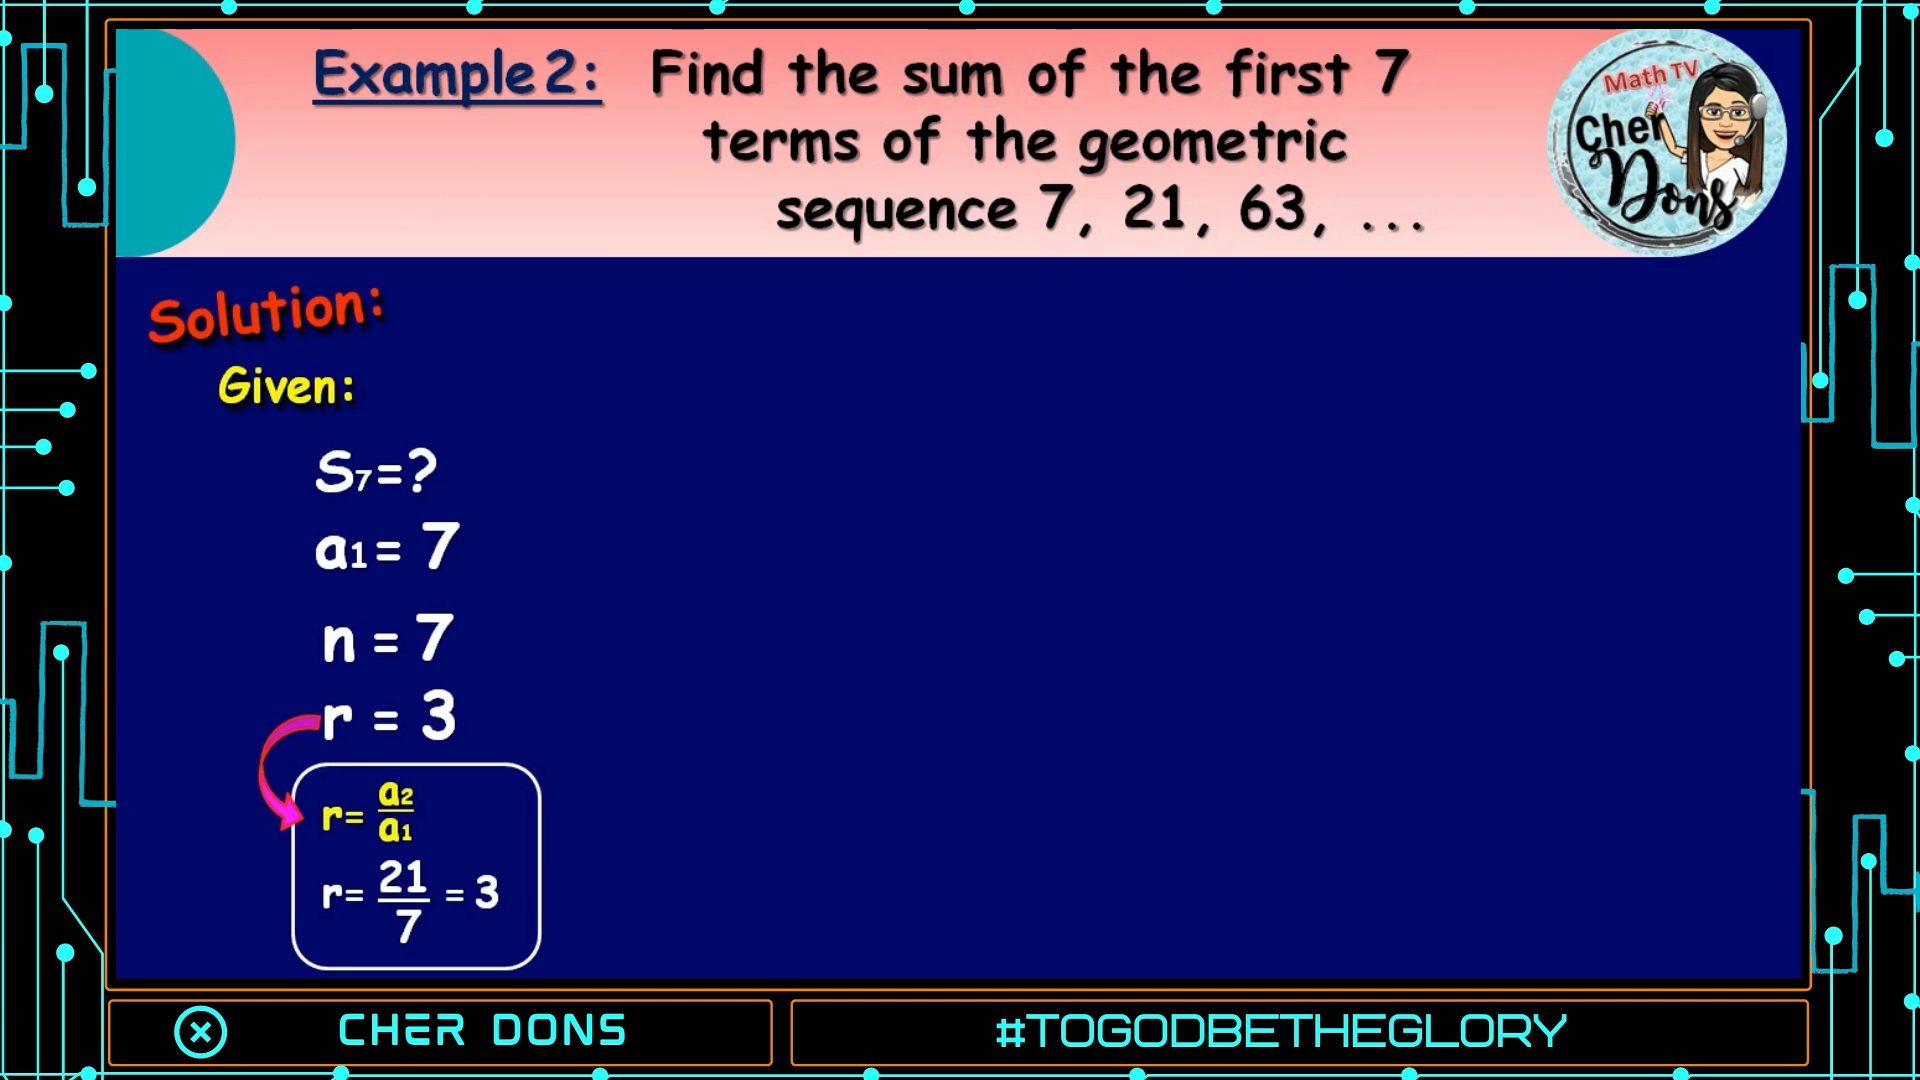 Example 2: Find the sum of the first 7
terms of the geometric
sequence 7, 21, 63, ...
Math TV
Cher
Dons
Solution:
Given:
S7=?
a1= 7
n = 7
r = 3
r= a2/a1
r= 21/7 = 3
CHER DONS
#TOGODBETHEGLORY